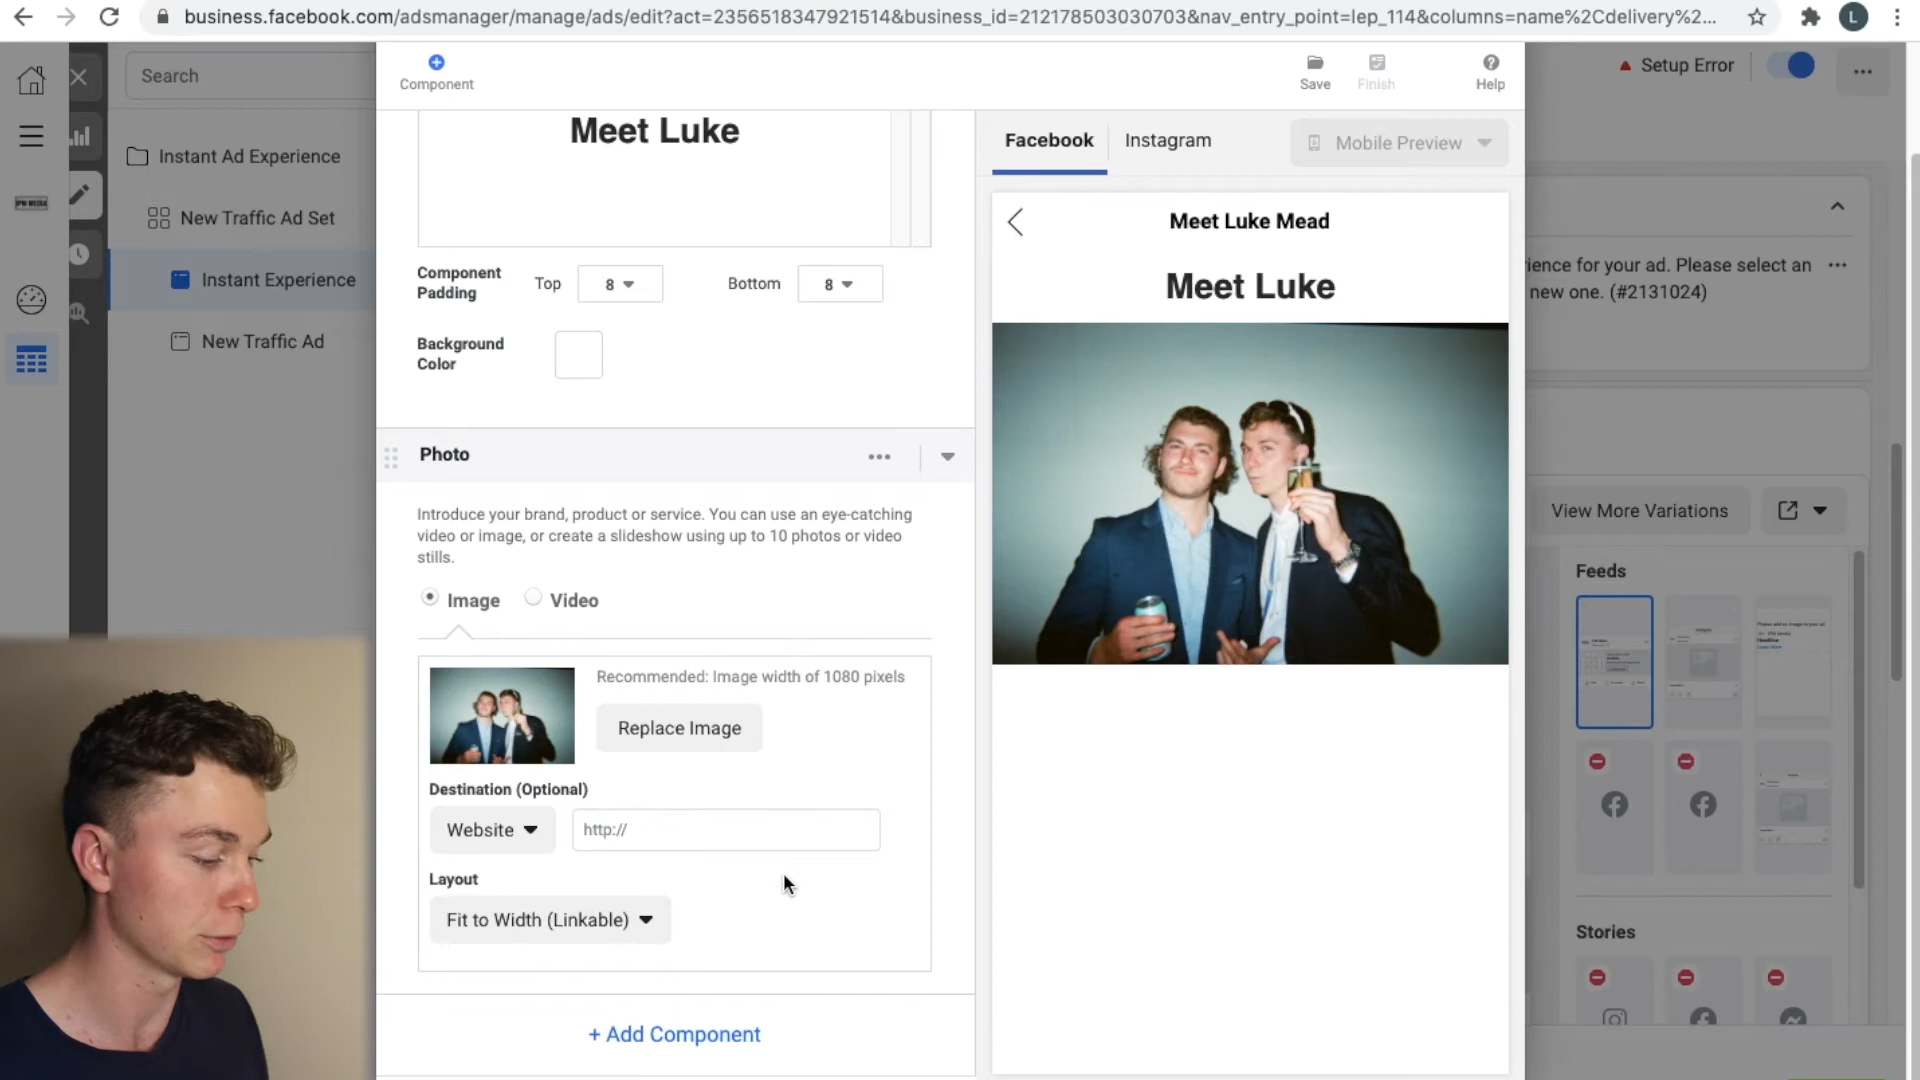 business.facebook.com/adsmanager/manage/ads/edit?act=2356518347921514&business_id=212178503030703&nav_entry_point=lep_114&columns=name%2Cdelivery%2...
L
Component
Save
Finish
Help
Search
Setup Error
Instant Ad Experience
New Traffic Ad Set
Instant Experience
New Traffic Ad
IPM MEDIA
Meet Luke
Component Padding
Top
8
Bottom
8
Background Color
Photo
Introduce your brand, product or service. You can use an eye-catching
video or image, or create a slideshow using up to 10 photos or video
stills.
Image
Video
Recommended: Image width of 1080 pixels
Replace Image
Destination (Optional)
Website
http://
Layout
Fit to Width (Linkable)
+ Add Component
Facebook
Instagram
Mobile Preview
Meet Luke Mead
Meet Luke
ience for your ad. Please select an
new one. (#2131024)
View More Variations
Feeds
Stories